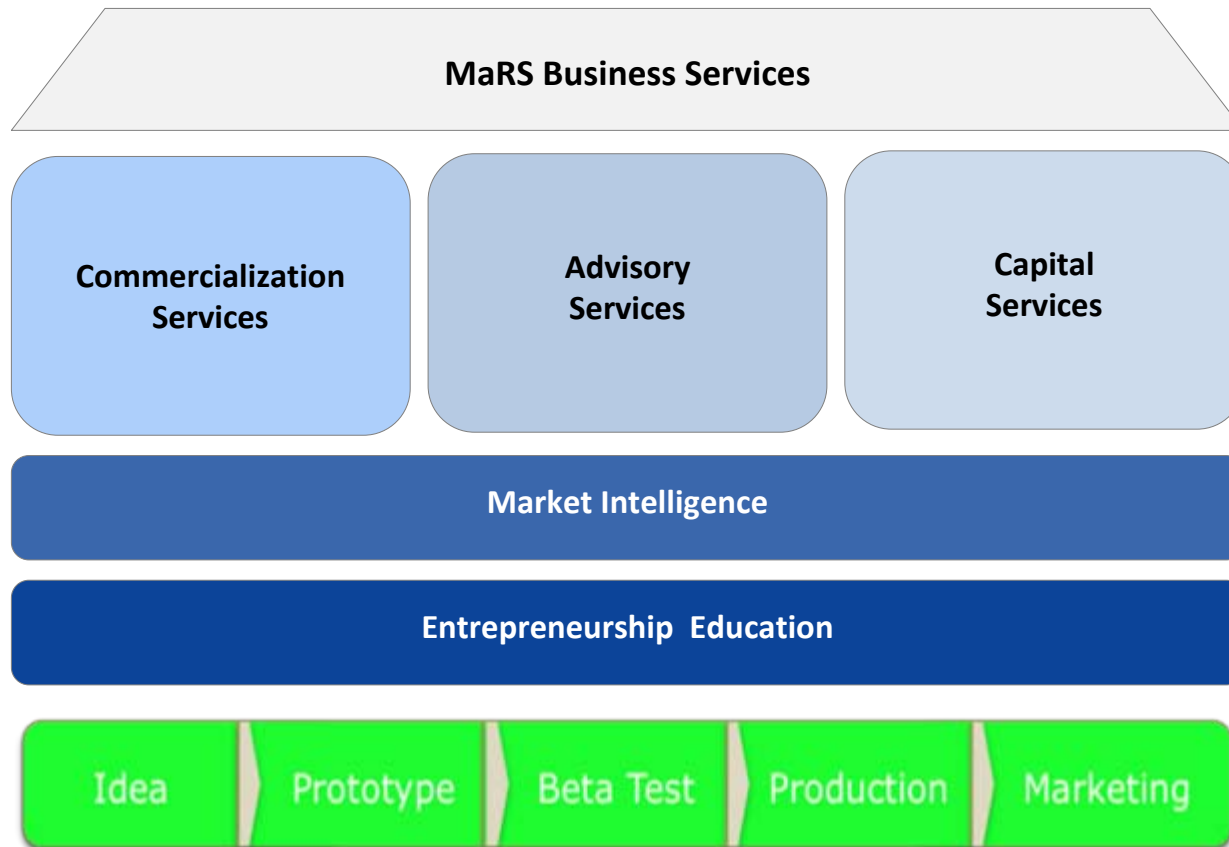 MaRS Business Services
Commercialization
Services
Advisory
Services
Capital
Services
Market Intelligence
Entrepreneurship  Education
Idea
Prototype
Beta Test
Production
Marketing